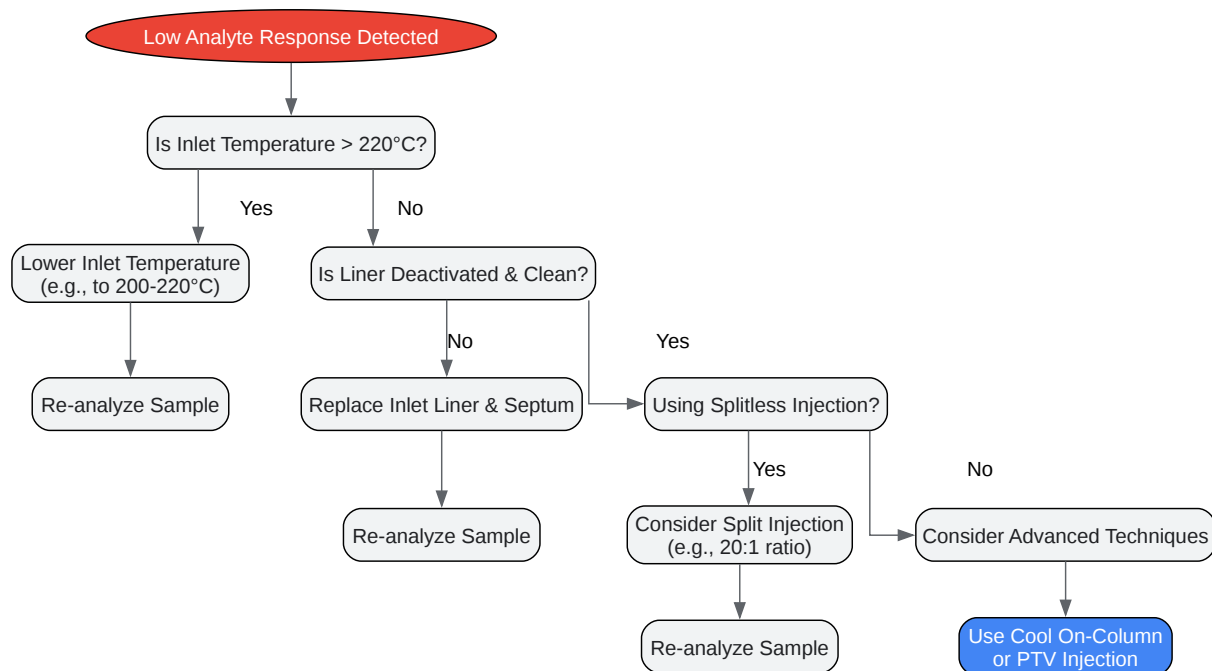 Low Analyte Response Detected
Is Inlet Temperature > 220°C?
Yes
No
Lower Inlet Temperature
(e.g., to 200-220°C)
Is Liner Deactivated & Clean?
No
Yes
Re-analyze Sample
Replace Inlet Liner & Septum
Using Splitless Injection?
Yes
No
Re-analyze Sample
Consider Split Injection
(e.g., 20:1 ratio)
Consider Advanced Techniques
Re-analyze Sample
Use Cool On-Column
or PTV Injection